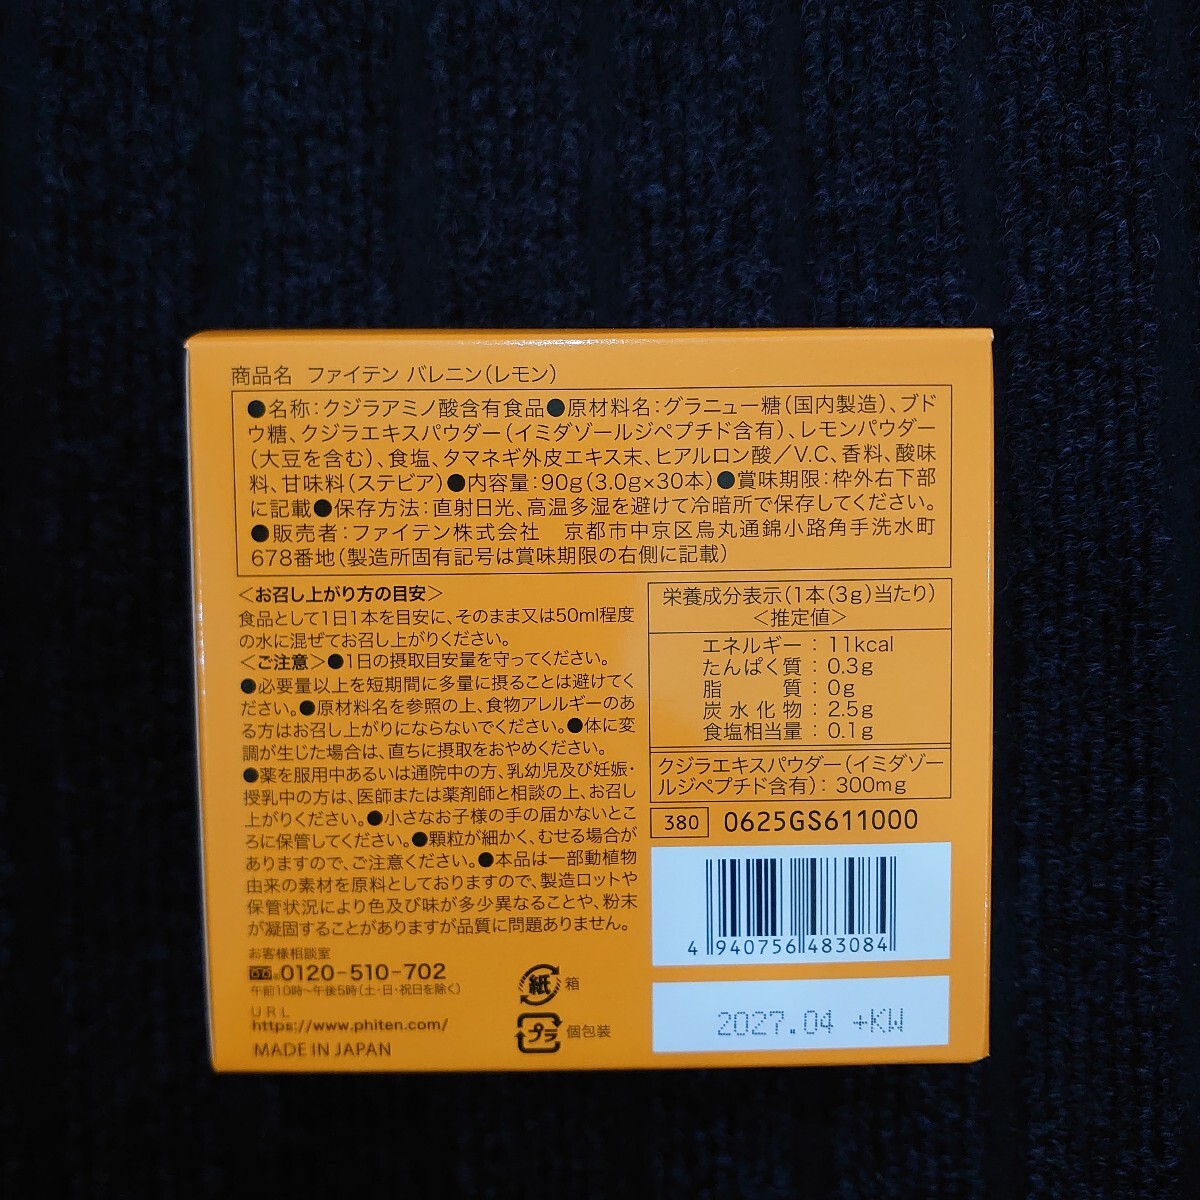 商品名 ファイテン バレニン(レモン)
●名称:クジラアミノ酸含有食品●原材料名:グラニュー糖(国内製造)、ブド
ウ糖、クジラエキスパウダー(イミダゾールジペプチド含有)、レモンパウダー
(大豆を含む)、食塩、タマネギ外皮エキス末、ヒアルロン酸/V.C、香料、酸味
料、甘味料(ステビア)●内容量:90g(3.0g×30本)●賞味期限:枠外右下部
に記載●保存方法:直射日光、高温多湿を避けて冷暗所で保存してください。
●販売者:ファイテン株式会社 京都市中京区烏丸通錦小路角手洗水町
678番地(製造所固有記号は賞味期限の右側に記載)
<お召し上がり方の目安>
食品として1日1本を目安に、そのまま又は50ml程度
の水に混ぜてお召し上がりください。
<ご注意>●1日の摂取目安量を守ってください。
●必要量以上を短期間に多量に摂ることは避けてく
ださい。●原材料名を参照の上、食物アレルギーのあ
る方はお召し上がりにならないでください。●体に変
調が生じた場合は、直ちに摂取をおやめください。
●薬を服用中あるいは通院中の方、乳幼児及び妊娠・
授乳中の方は、医師または薬剤師と相談の上、お召し
上がりください。●小さなお子様の手の届かないとこ
ろに保管してください。●顆粒が細かく、むせる場合が
ありますので、ご注意ください。●本品は一部動植物
由来の素材を原料としておりますので、製造ロットや
保管状況により色及び味が多少異なることや、粉末
が凝固することがありますが品質に問題ありません。
お客様相談室
0120-510-702
午前10時~午後5時(土・日・祝日を除く)
URL
https://www.phiten.com/
MADE IN JAPAN
紙 箱
プラ 個包装
栄養成分表示(1本(3g)当たり)
<推定値>
エネルギー:11kcal
たんぱく質:0.3g
脂 質:0g
炭水化物:2.5g
食塩相当量:0.1g
クジラエキスパウダー(イミダゾー
ルジペプチド含有):300mg
380 0625GS611000
4 940756 483084
2027.04 +KW